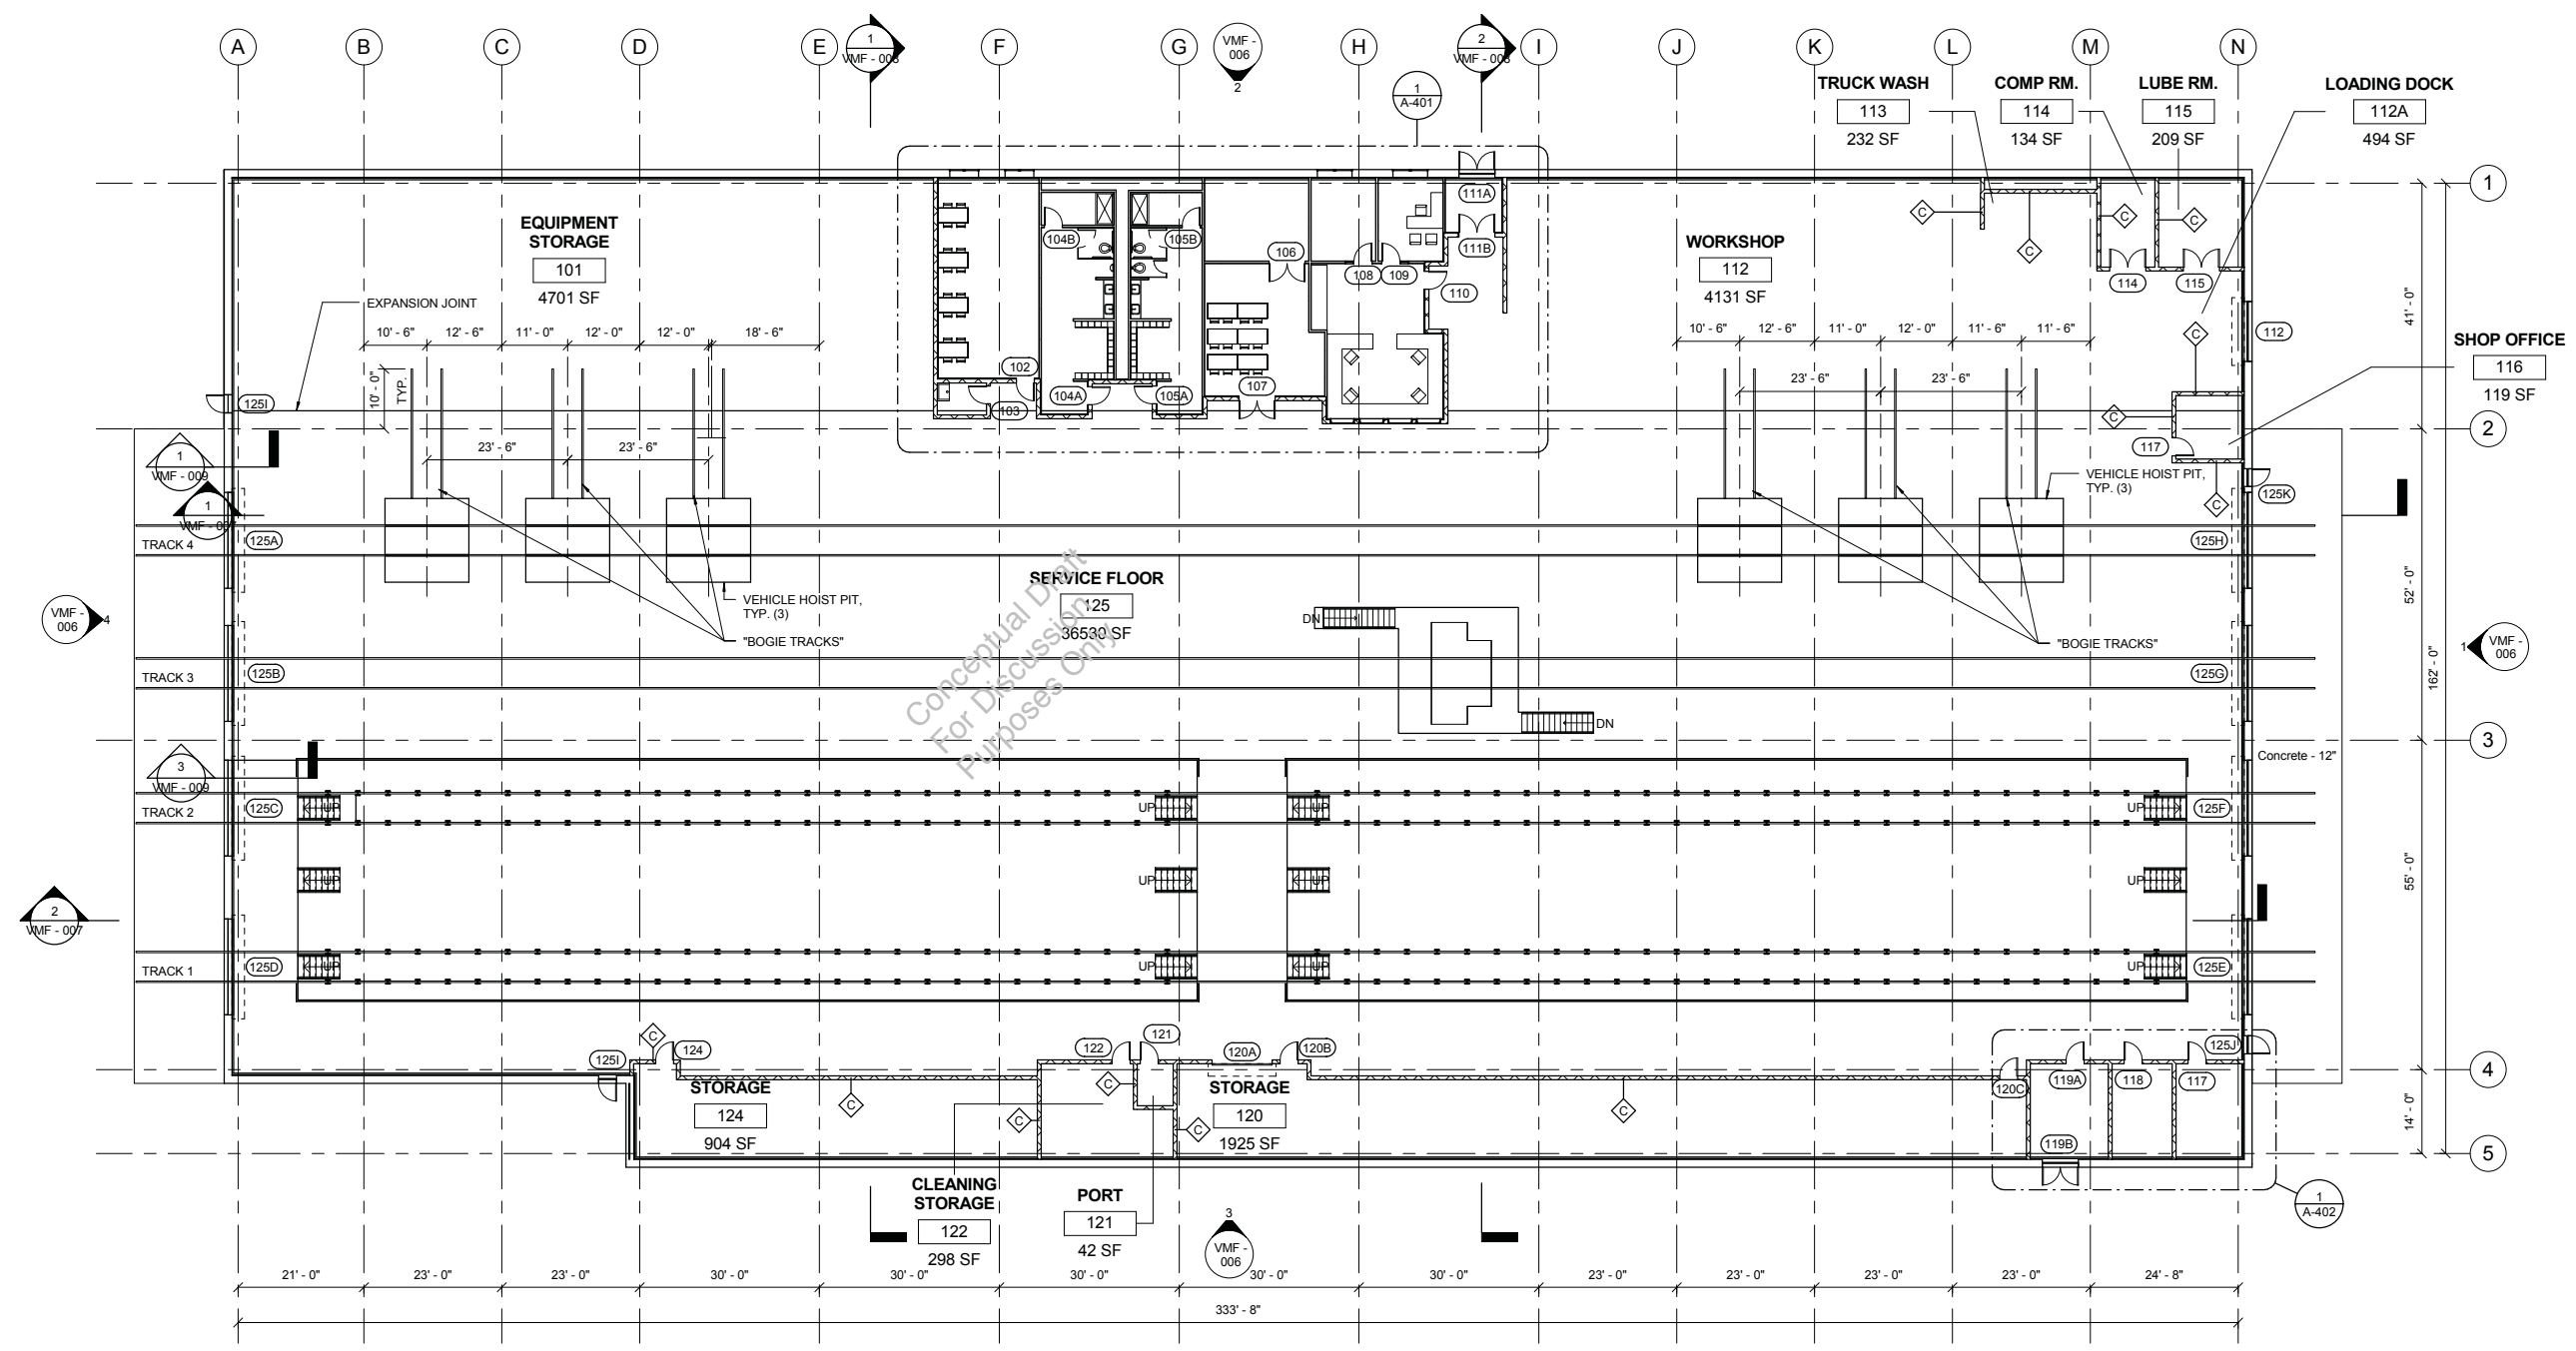 A
B
C
D
E
F
G
H
I
J
K
L
M
N
1
VMF - 008
VMF -
006
2
2
VMF - 008
1
A-401
TRUCK WASH
113
232 SF
COMP RM.
114
134 SF
LUBE RM.
115
209 SF
LOADING DOCK
112A
494 SF
1
EQUIPMENT
STORAGE
101
4701 SF
WORKSHOP
112
4131 SF
111A
111B
104B
105B
106
108
109
110
C
C
C
C
114
115
112
EXPANSION JOINT
10' - 6"
12' - 6"
11' - 0"
12' - 0"
12' - 0"
18' - 6"
10' - 6"
12' - 6"
11' - 0"
12' - 0"
11' - 6"
11' - 6"
41' - 0"
C
SHOP OFFICE
116
119 SF
10' - 0"
TYP.
102
103
104A
105A
107
23' - 6"
23' - 6"
125I
C
2
1
VMF - 009
23' - 6"
23' - 6"
117
VEHICLE HOIST PIT,
TYP. (3)
125K
C
1
TRACK 4
125A
125H
SERVICE FLOOR
125
36530 SF
Conceptual Draft
For Discussion
Purposes Only
VEHICLE HOIST PIT,
TYP. (3)
"BOGIE TRACKS"
"BOGIE TRACKS"
DN
DN
VMF -
006
4
52' - 0"
162' - 0"
1
VMF -
006
TRACK 3
125B
125G
3
Concrete - 12"
3
VMF - 009
TRACK 2
125C
UP
UP
UP
UP
125F
UP
UP
UP
UP
55' - 0"
2
VMF - 007
TRACK 1
125D
UP
UP
UP
UP
125E
C
125I
124
122
121
120A
120B
125J
STORAGE
124
904 SF
C
C
C
STORAGE
120
1925 SF
C
C
120C
119A
118
117
119B
4
14' - 0"
5
CLEANING
STORAGE
122
298 SF
PORT
121
42 SF
3
VMF -
006
1
A-402
21' - 0"
23' - 0"
23' - 0"
30' - 0"
30' - 0"
30' - 0"
30' - 0"
30' - 0"
23' - 0"
23' - 0"
23' - 0"
23' - 0"
24' - 8"
333' - 8"